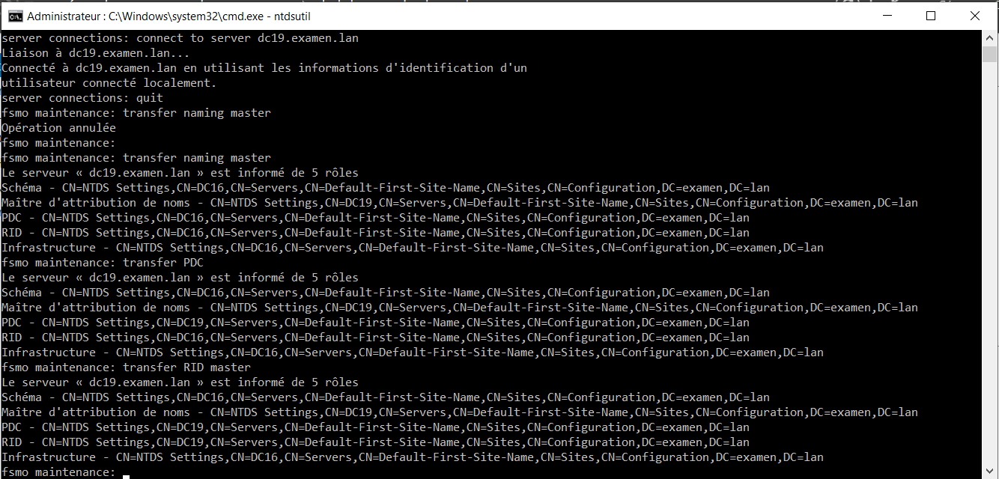 Administrateur : C:\Windows\system32\cmd.exe - ntdsutil
server connections: connect to server dc19.examen.lan
Liaison à dc19.examen.lan...
Connecté à dc19.examen.lan en utilisant les informations d'identification d'un
utilisateur connecté localement.
server connections: quit
fsmo maintenance: transfer naming master
Opération annulée
fsmo maintenance:
fsmo maintenance: transfer naming master
Le serveur « dc19.examen.lan » est informé de 5 rôles
Schéma - CN=NTDS Settings,CN=DC16,CN=Servers,CN=Default-First-Site-Name,CN=Sites,CN=Configuration,DC=examen,DC=lan
Maître d'attribution de noms - CN=NTDS Settings,CN=DC19,CN=Servers,CN=Default-First-Site-Name,CN=Sites,CN=Configuration,DC=examen,DC=lan
PDC - CN=NTDS Settings,CN=DC16,CN=Servers,CN=Default-First-Site-Name,CN=Sites,CN=Configuration,DC=examen,DC=lan
RID - CN=NTDS Settings,CN=DC16,CN=Servers,CN=Default-First-Site-Name,CN=Sites,CN=Configuration,DC=examen,DC=lan
Infrastructure - CN=NTDS Settings,CN=DC16,CN=Servers,CN=Default-First-Site-Name,CN=Sites,CN=Configuration,DC=examen,DC=lan
fsmo maintenance: transfer PDC
Le serveur « dc19.examen.lan » est informé de 5 rôles
Schéma - CN=NTDS Settings,CN=DC16,CN=Servers,CN=Default-First-Site-Name,CN=Sites,CN=Configuration,DC=examen,DC=lan
Maître d'attribution de noms - CN=NTDS Settings,CN=DC19,CN=Servers,CN=Default-First-Site-Name,CN=Sites,CN=Configuration,DC=examen,DC=lan
PDC - CN=NTDS Settings,CN=DC19,CN=Servers,CN=Default-First-Site-Name,CN=Sites,CN=Configuration,DC=examen,DC=lan
RID - CN=NTDS Settings,CN=DC16,CN=Servers,CN=Default-First-Site-Name,CN=Sites,CN=Configuration,DC=examen,DC=lan
Infrastructure - CN=NTDS Settings,CN=DC16,CN=Servers,CN=Default-First-Site-Name,CN=Sites,CN=Configuration,DC=examen,DC=lan
fsmo maintenance: transfer RID master
Le serveur « dc19.examen.lan » est informé de 5 rôles
Schéma - CN=NTDS Settings,CN=DC16,CN=Servers,CN=Default-First-Site-Name,CN=Sites,CN=Configuration,DC=examen,DC=lan
Maître d'attribution de noms - CN=NTDS Settings,CN=DC19,CN=Servers,CN=Default-First-Site-Name,CN=Sites,CN=Configuration,DC=examen,DC=lan
PDC - CN=NTDS Settings,CN=DC19,CN=Servers,CN=Default-First-Site-Name,CN=Sites,CN=Configuration,DC=examen,DC=lan
RID - CN=NTDS Settings,CN=DC19,CN=Servers,CN=Default-First-Site-Name,CN=Sites,CN=Configuration,DC=examen,DC=lan
Infrastructure - CN=NTDS Settings,CN=DC16,CN=Servers,CN=Default-First-Site-Name,CN=Sites,CN=Configuration,DC=examen,DC=lan
fsmo maintenance: